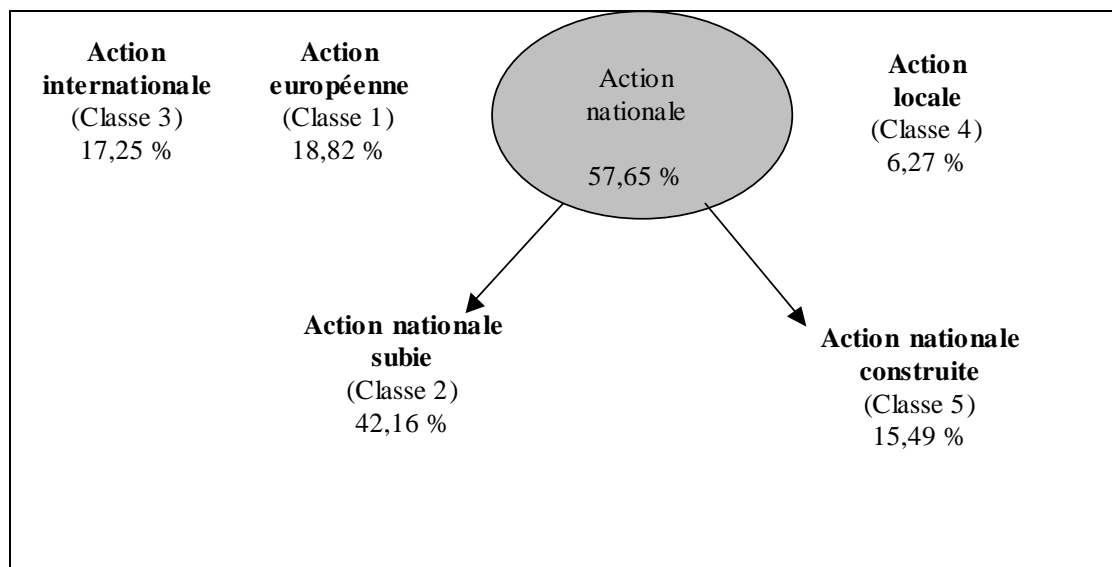 Action
internationale
(Classe 3)
17,25 %
Action
européenne
(Classe 1)
18,82 %
Action
nationale
57,65 %
Action
locale
(Classe 4)
6,27 %
Action nationale
subie
(Classe 2)
42,16 %
Action nationale
construite
(Classe 5)
15,49 %